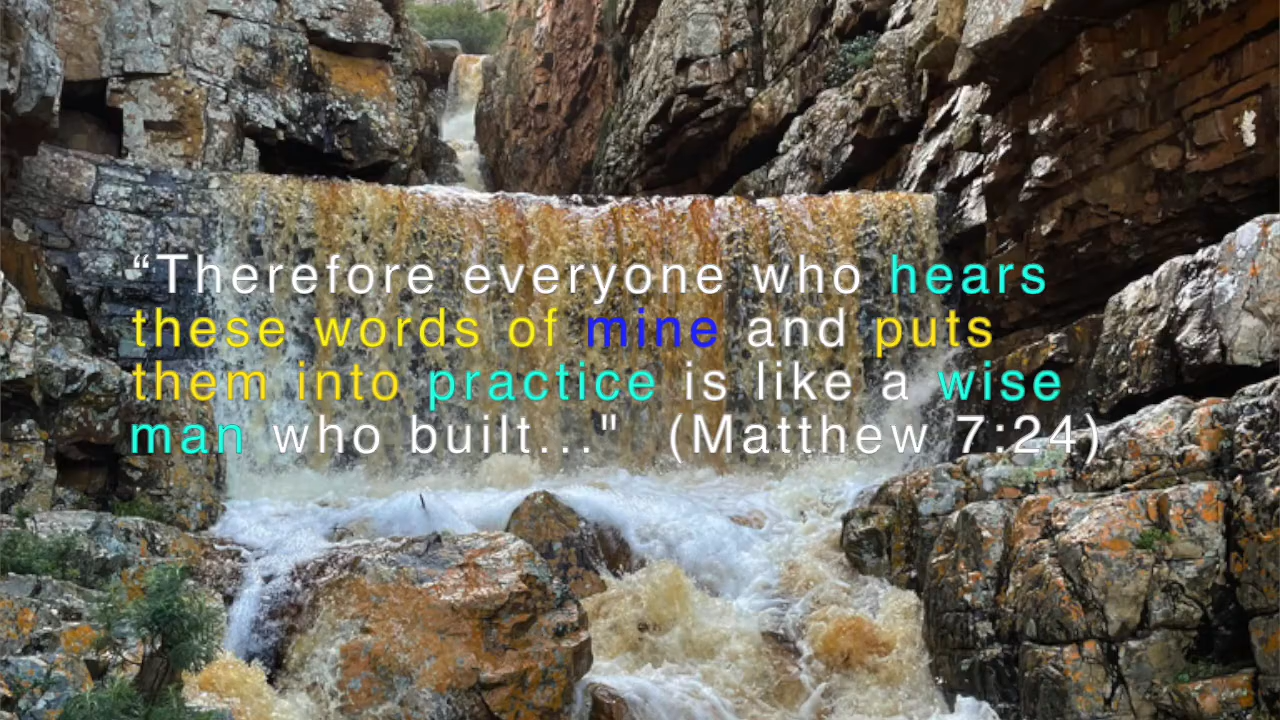 “Therefore everyone who hears
these words of mine and puts
them into practice is like a wise
man who built..."  (Matthew 7:24)